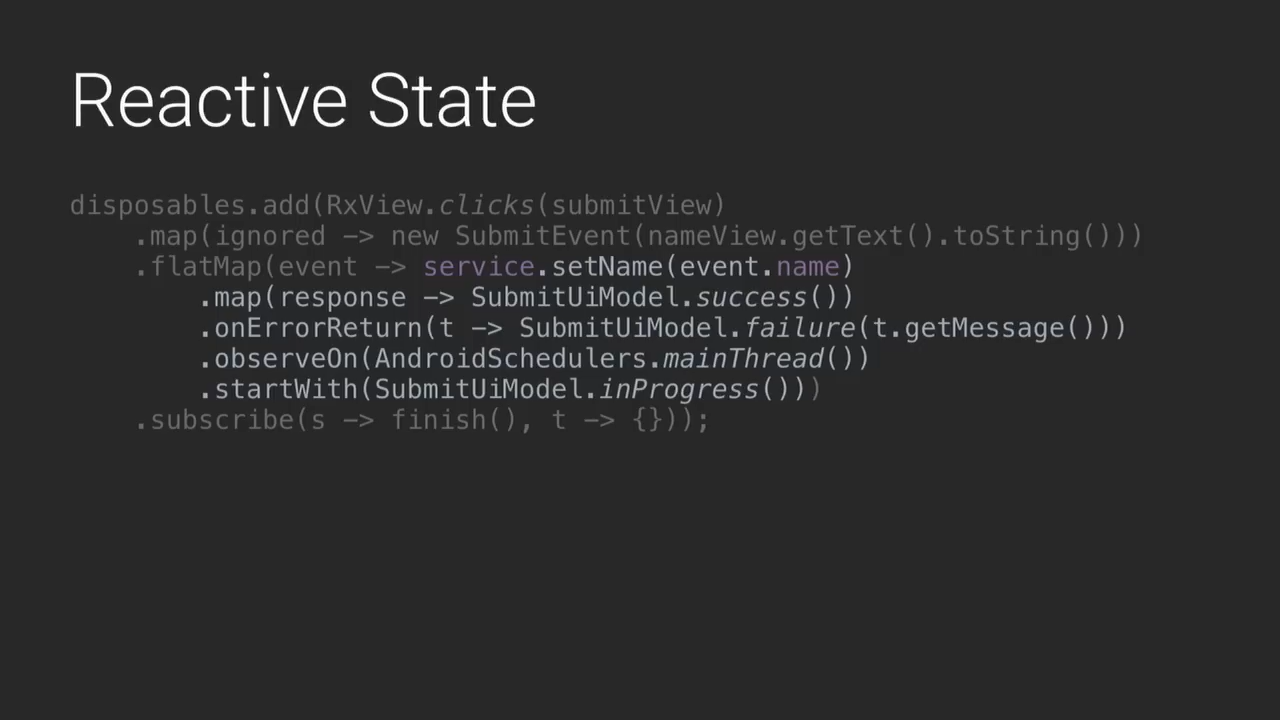 Reactive State
disposables.add(RxView.clicks(submitView)
    .map(ignored -> new SubmitEvent(nameView.getText().toString()))
    .flatMap(event -> service.setName(event.name)
        .map(response -> SubmitUiModel.success())
        .onErrorReturn(t -> SubmitUiModel.failure(t.getMessage()))
        .observeOn(AndroidSchedulers.mainThread())
        .startWith(SubmitUiModel.inProgress()))
    .subscribe(s -> finish(), t -> {}));